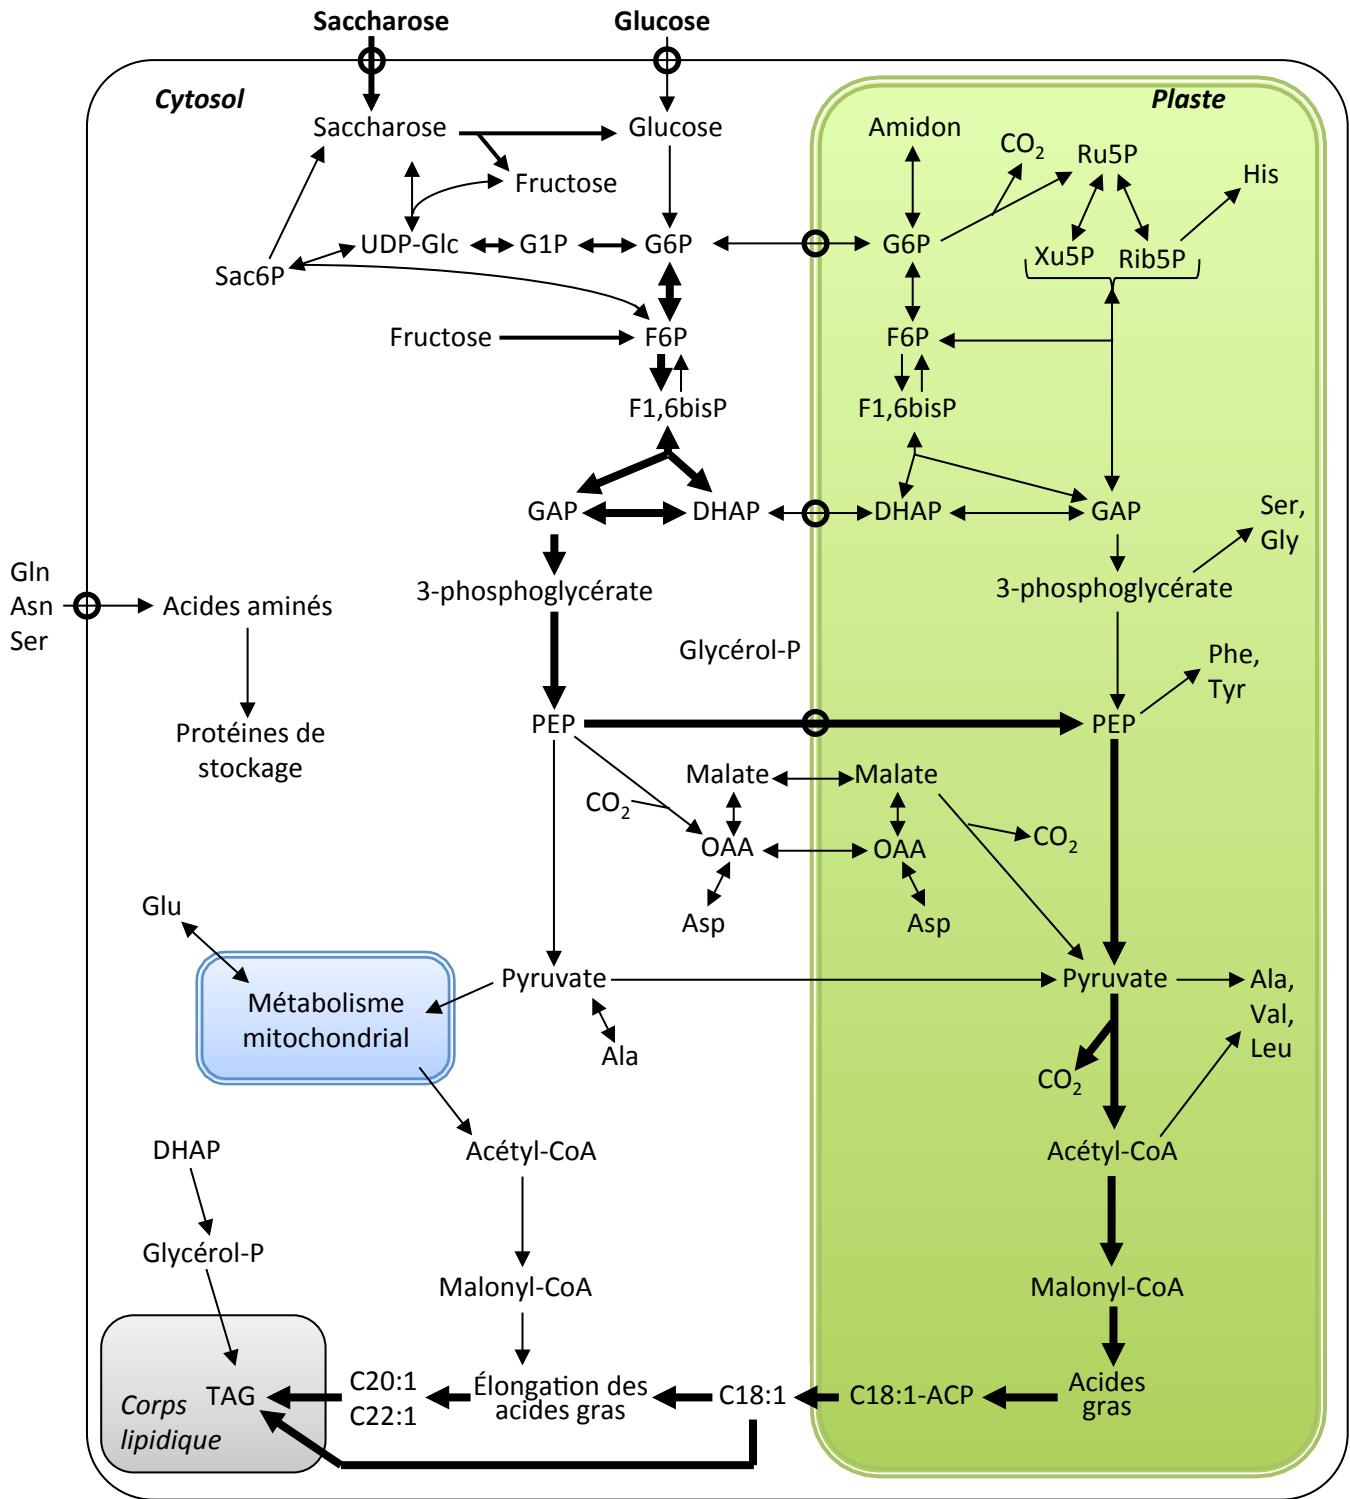 Saccharose
Glucose
Cytosol
Plaste
Saccharose
Glucose
Amidon
CO₂
Ru5P
Fructose
His
UDP-Glc
G1P
G6P
G6P
Sac6P
Xu5P
Rib5P
Fructose
F6P
F6P
F1,6bisP
F1,6bisP
GAP
DHAP
DHAP
GAP
Ser,
Gly
Gln
Asn
Ser
Acides aminés
3-phosphoglycérate
3-phosphoglycérate
Glycérol-P
Phe,
Tyr
Protéines de
stockage
PEP
PEP
Malate
Malate
CO₂
OAA
OAA
CO₂
Glu
Asp
Asp
Métabolisme
mitochondrial
Pyruvate
Pyruvate
Ala,
Val,
Leu
Ala
CO₂
DHAP
Acétyl-CoA
Acétyl-CoA
Glycérol-P
Malonyl-CoA
Malonyl-CoA
Corps
lipidique
TAG
C20:1
C22:1
Élongation des
acides gras
C18:1
C18:1-ACP
Acides
gras